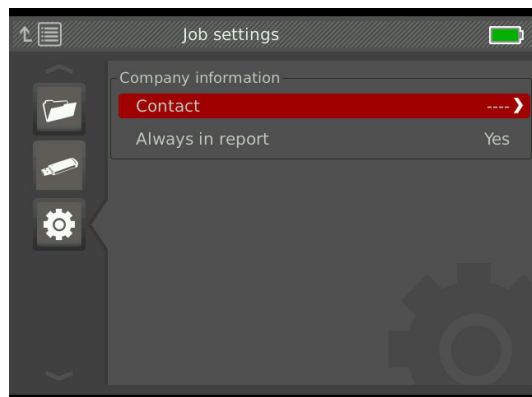 Job settings
Company information
Contact ----
Always in report Yes